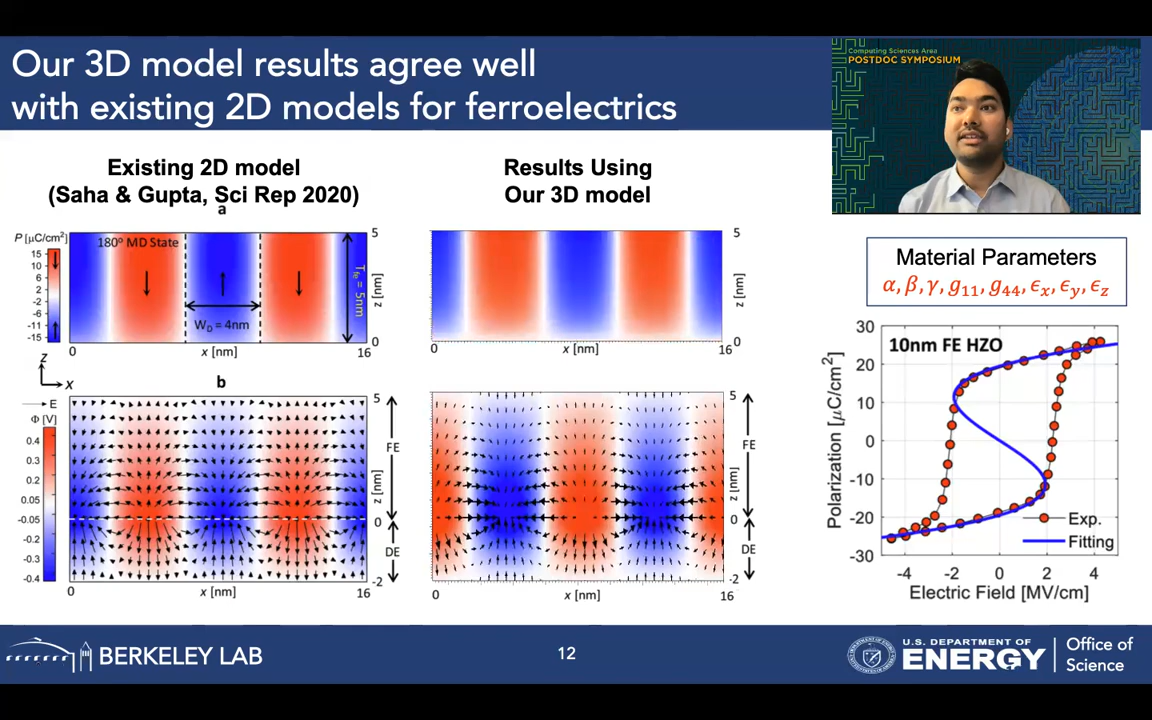 Our 3D model results agree well
with existing 2D models for ferroelectrics
Computing Sciences Area
POSTDOC SYMPOSIUM
Existing 2D model
(Saha & Gupta, Sci Rep 2020)
Results Using
Our 3D model
a
P [μC/cm²]
15
11
6
2
-2
-6
-11
-15
180° MD State
W_D = 4nm
T_fe = 5nm
5
z [nm]
0
0
x [nm]
16
z
x
5
z [nm]
0
0
x [nm]
16
b
E
Φ [V]
0.4
0.3
0.2
0.05
-0.05
-0.2
-0.3
-0.4
5
FE
z [nm]
0
DE
-2
0
x [nm]
16
5
FE
z [nm]
0
DE
-2
0
x [nm]
16
Material Parameters
α, β, γ, g₁₁, g₄₄, ϵₓ, ϵᵧ, ϵ_z
10nm FE HZO
Polarization [μC/cm²]
30
20
10
0
-10
-20
-30
Exp.
Fitting
-4 -2 0 2 4
Electric Field [MV/cm]
BERKELEY LAB
12
U.S. DEPARTMENT OF
ENERGY
Office of
Science